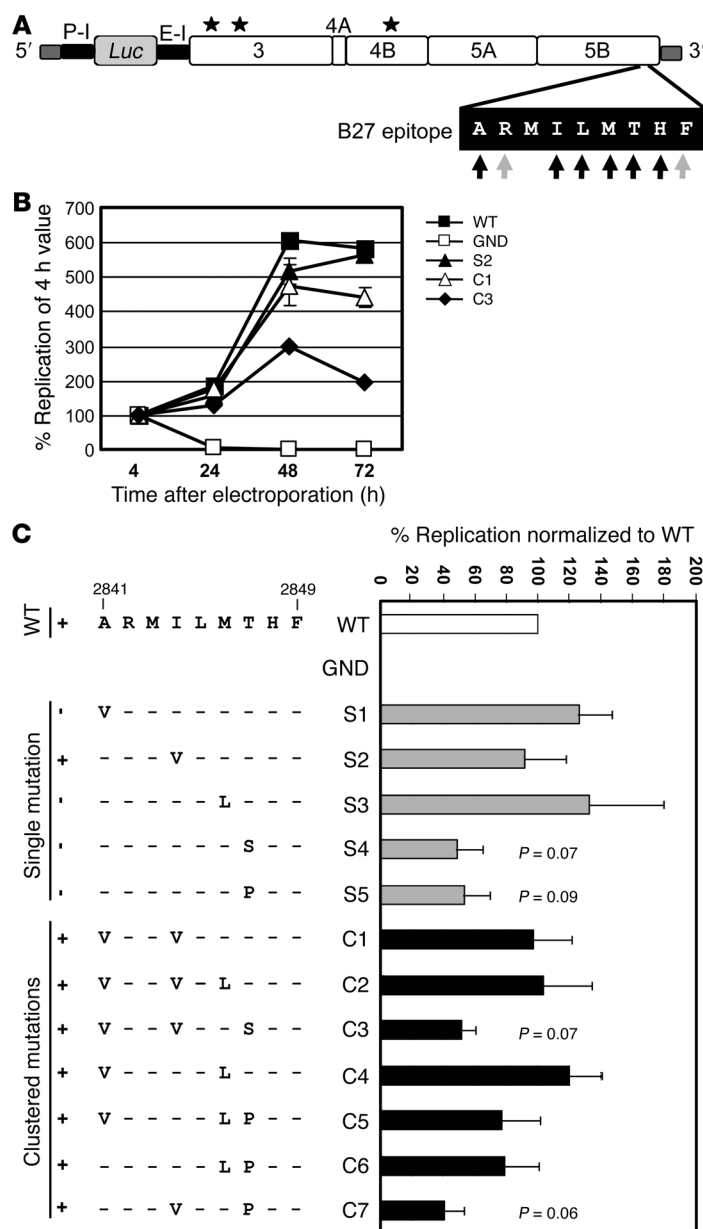 A
5′ P-I Luc E-I 3 4A 4B 5A 5B 3′
B27 epitope A R M I L M T H F
B
% Replication of 4 h value
700
600
500
400
300
200
100
0
4 24 48 72
Time after electroporation (h)
WT
GND
S2
C1
C3
C
% Replication normalized to WT
0 20 40 60 80 100 120 140 160 180 200
2841 2849
WT + A R M I L M T H F WT
GND
Single mutation
- V - - - - - - - - S1
+ - - - V - - - - - S2
- - - - - - L - - - S3
- - - - - - - S - - S4 P = 0.07
- - - - - - - P - - S5 P = 0.09
Clustered mutations
+ V - - V - - - - - C1
+ V - - V - L - - - C2
+ V - - V - - S - - C3 P = 0.07
+ V - - - - L - - - C4
+ V - - - - L P - - C5
+ - - - - - L P - - C6
+ - - - V - - P - - C7 P = 0.06